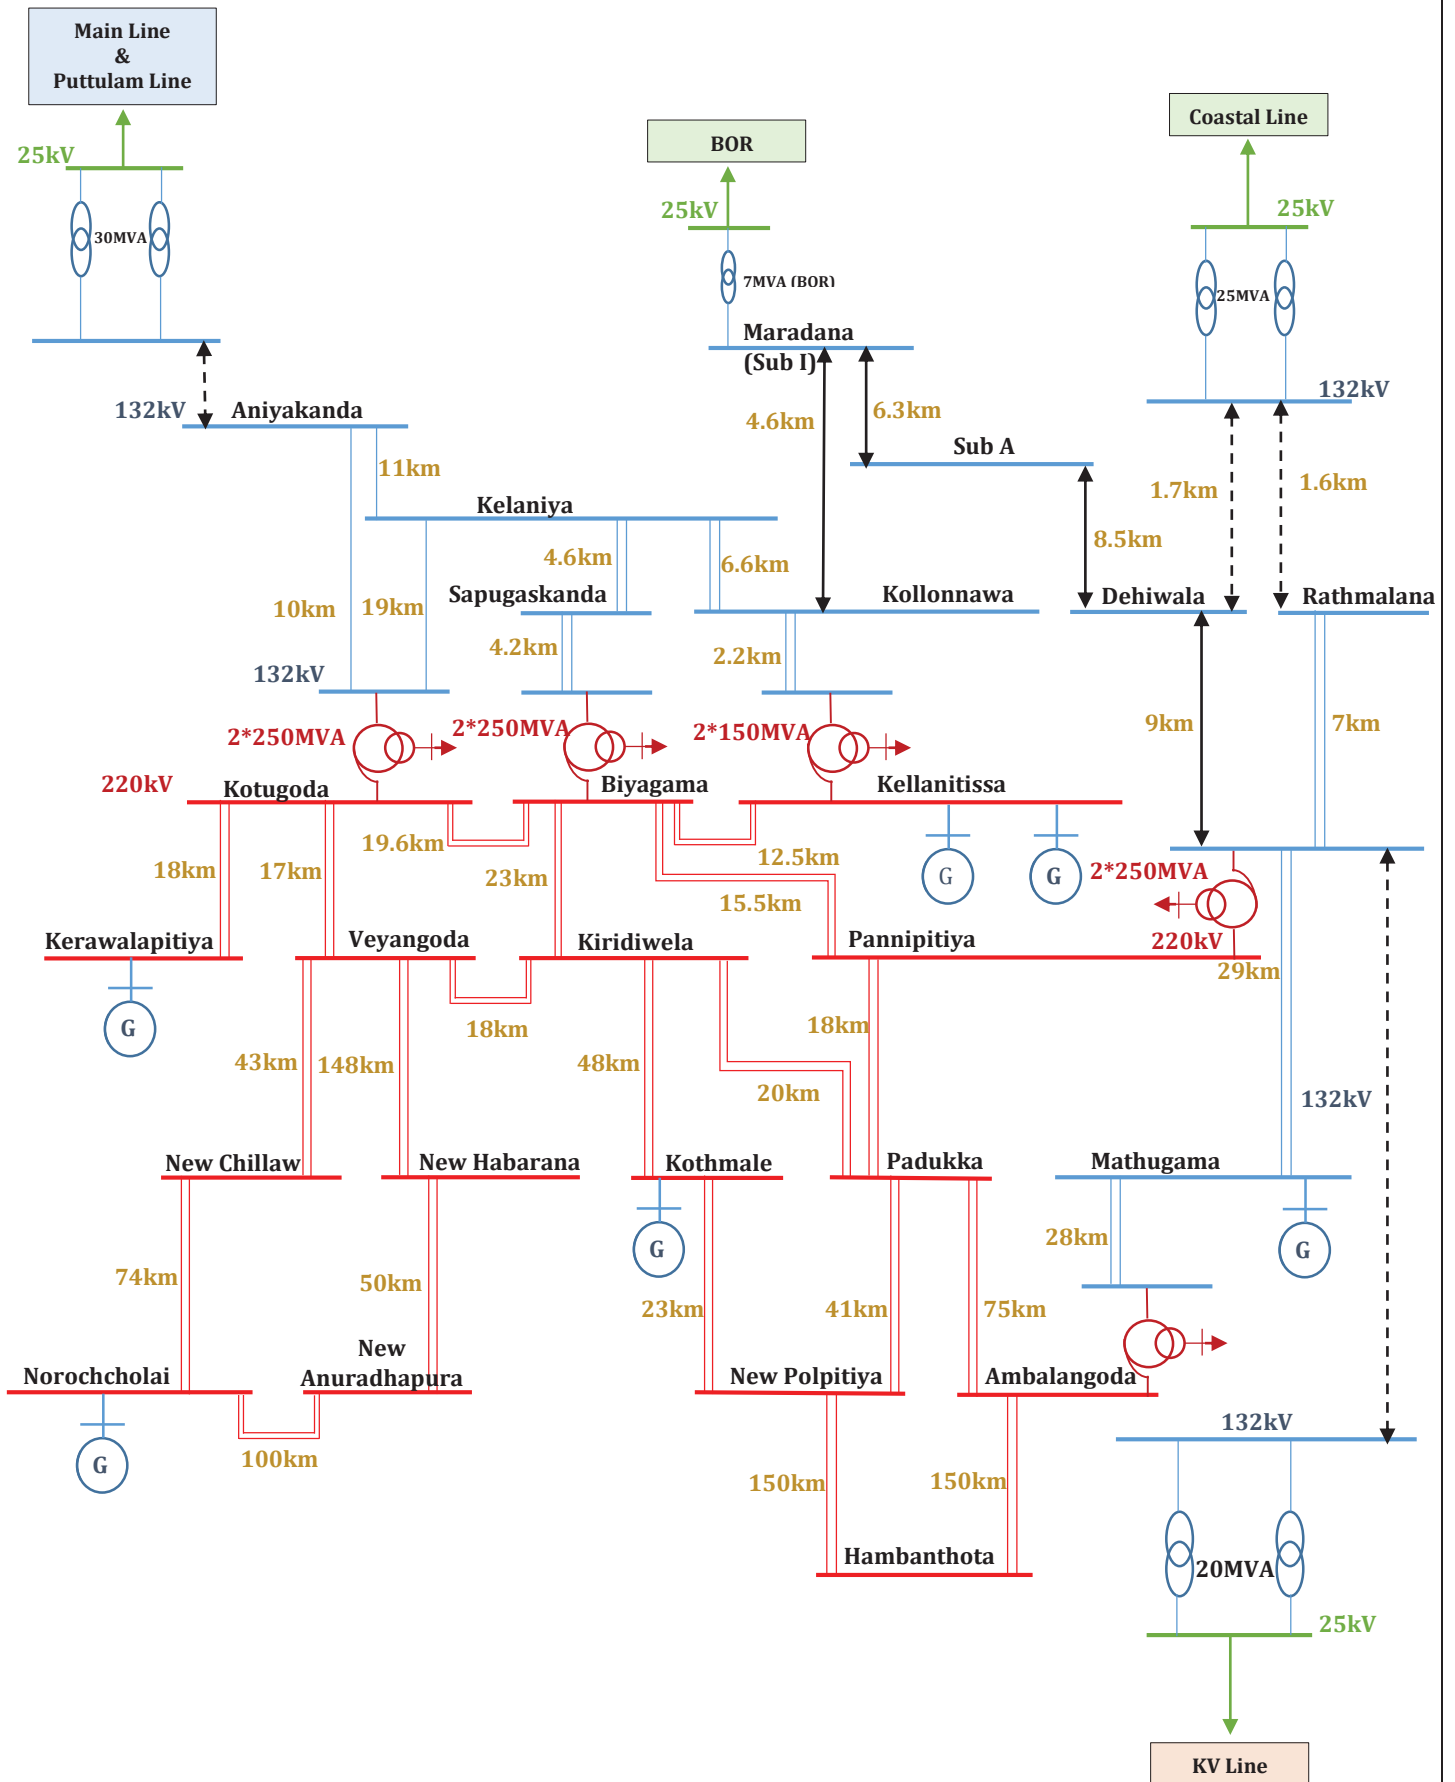 Main Line
&
Puttulam Line
25kV
30MVA
BOR
25kV
7MVA (BOR)
Coastal Line
25kV
25MVA
Maradana
(Sub I)
132kV
Aniyakanda
132kV
4.6km
6.3km
Sub A
11km
1.7km
1.6km
Kelaniya
4.6km
6.6km
8.5km
10km
19km
Sapugaskanda
Kollonnawa
Dehiwala
Rathmalana
4.2km
2.2km
132kV
2*250MVA
2*250MVA
2*150MVA
9km
7km
220kV
Kotugoda
Biyagama
Kellanitissa
18km
17km
19.6km
23km
12.5km
15.5km
G
G
2*250MVA
Kerawalapitiya
Veyangoda
Kiridiwela
Pannipitiya
220kV
29km
G
18km
18km
43km
148km
48km
20km
132kV
New Chillaw
New Habarana
Kothmale
Padukka
Mathugama
G
G
28km
74km
50km
23km
41km
75km
New
Anuradhapura
Norochcholai
New Polpitiya
Ambalangoda
132kV
G
100km
150km
150km
Hambanthota
20MVA
25kV
KV Line